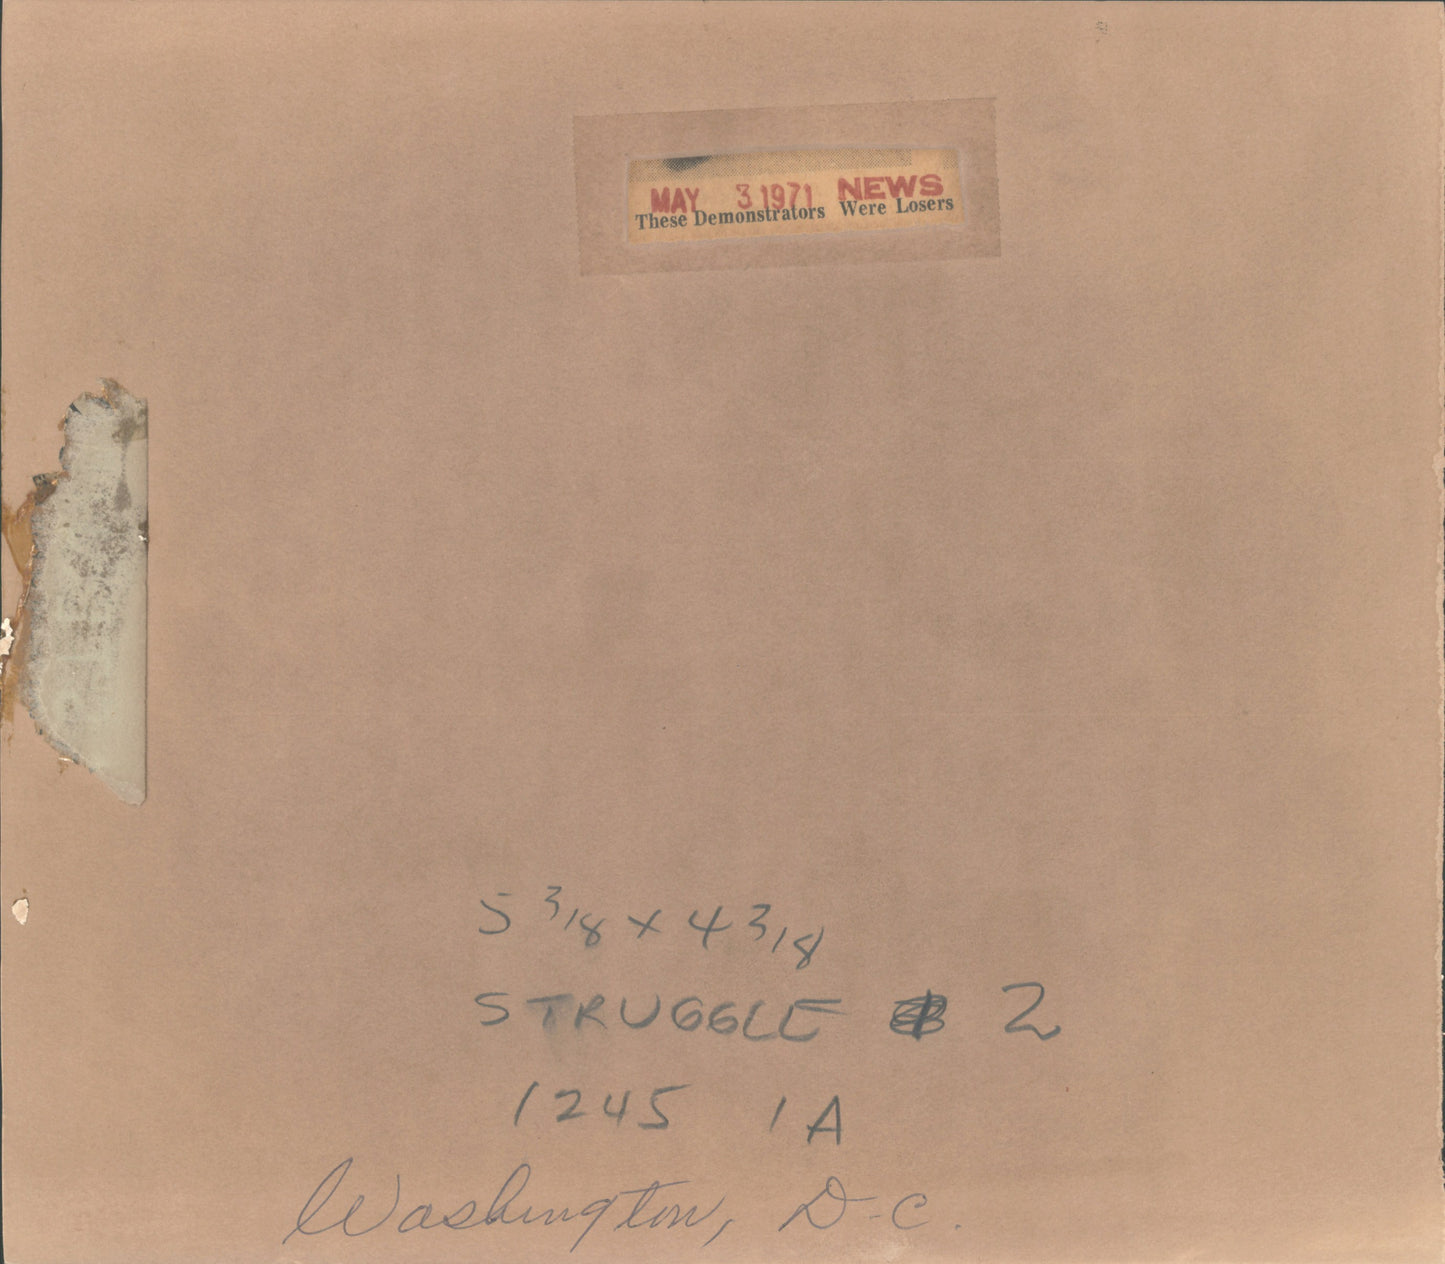 MAY 3 1971 NEWS
These Demonstrators Were Losers
5 3/8 x 4 3/8
STRUGGLE 2
1245 1A
Washington, D-C.